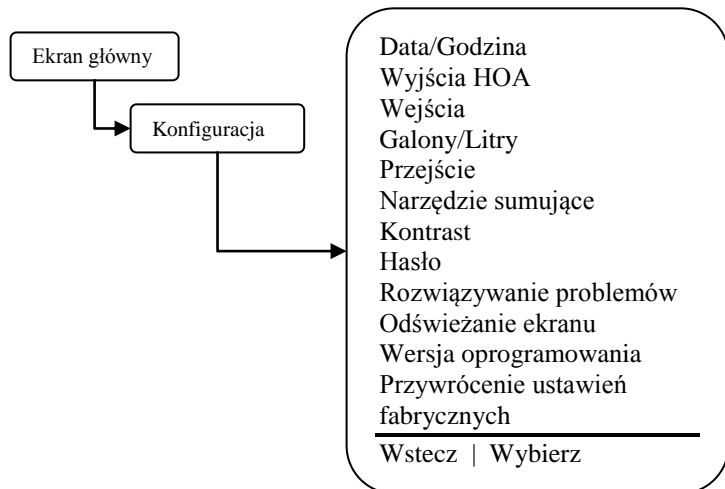 Ekran główny
Konfiguracja
Data/Godzina
Wyjścia HOA
Wejścia
Galony/Litry
Przejście
Narzędzie sumujące
Kontrast
Hasło
Rozwiązywanie problemów
Odświeżanie ekranu
Wersja oprogramowania
Przywrócenie ustawień
fabrycznych
Wstecz | Wybierz